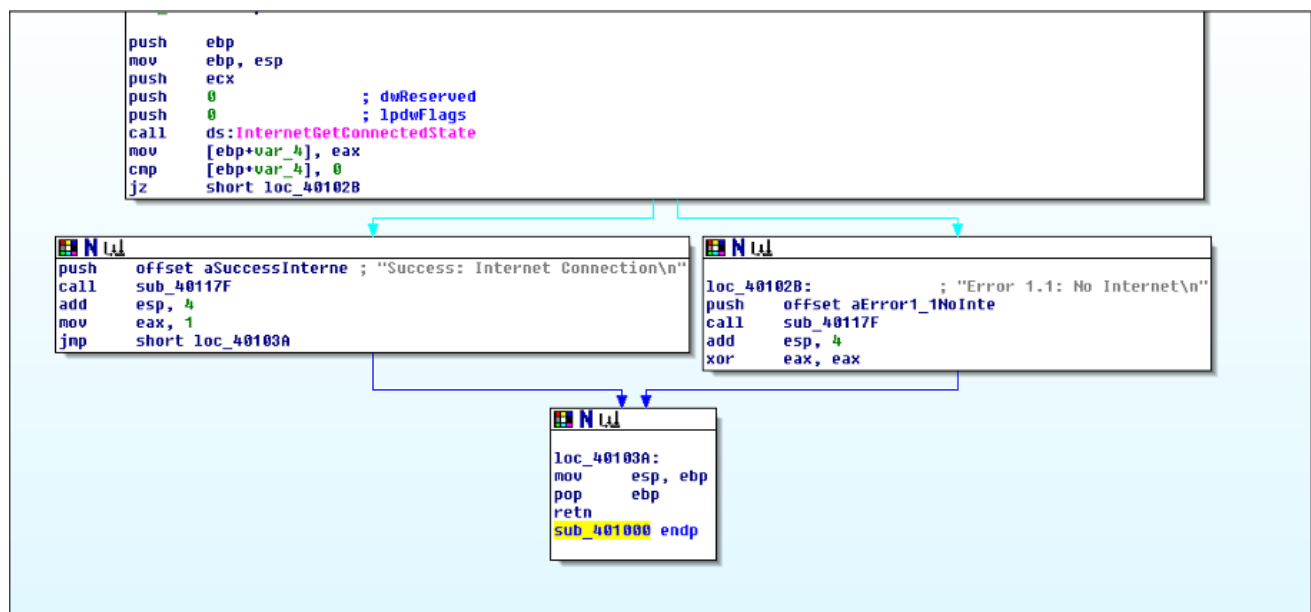 push ebp
mov ebp, esp
push ecx
push 0 ; dwReserved
push 0 ; lpdwFlags
call ds:InternetGetConnectedState
mov [ebp+var_4], eax
cmp [ebp+var_4], 0
jz short loc_40102B
push offset aSuccessInterne ; "Success: Internet Connection\n"
call sub_40117F
add esp, 4
mov eax, 1
jmp short loc_40103A
loc_40102B: ; "Error 1.1: No Internet\n"
push offset aError1_1NoInte
call sub_40117F
add esp, 4
xor eax, eax
loc_40103A:
mov esp, ebp
pop ebp
retn
sub_401000 endp